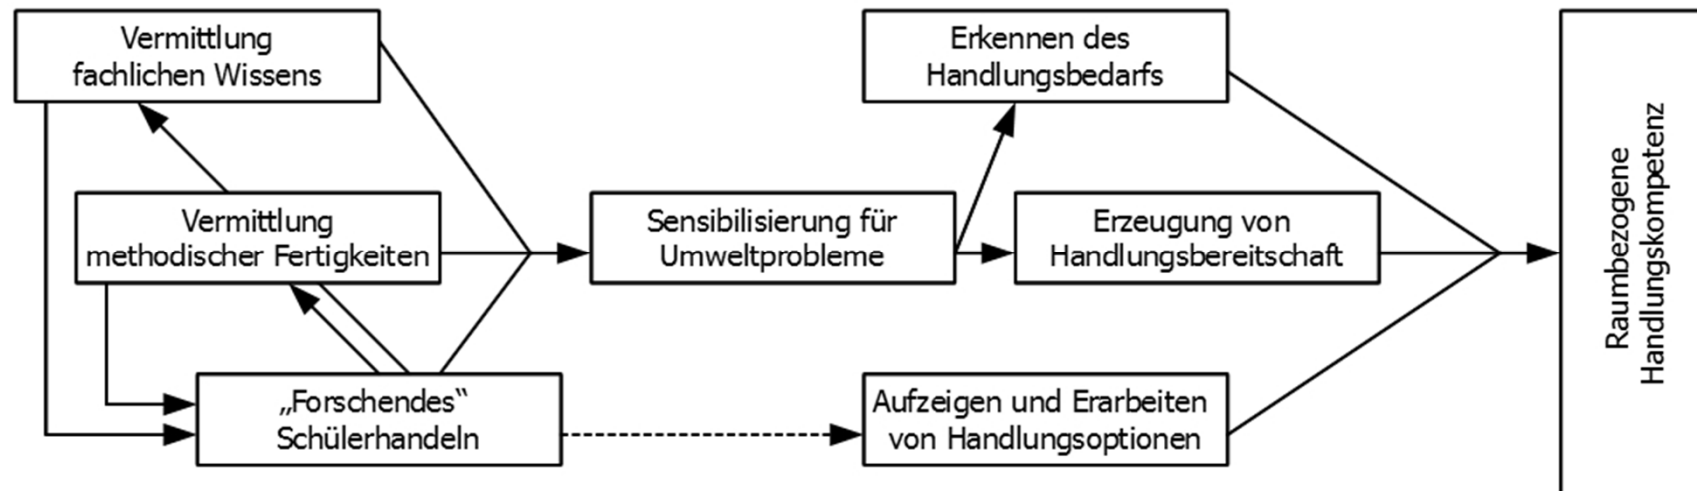 Vermittlung
fachlichen Wissens
Erkennen des
Handlungsbedarfs
Vermittlung
methodischer Fertigkeiten
Sensibilisierung für
Umweltprobleme
Erzeugung von
Handlungsbereitschaft
„Forschendes“
Schülerhandeln
Aufzeigen und Erarbeiten
von Handlungsoptionen
Raumbezogene
Handlungskompetenz